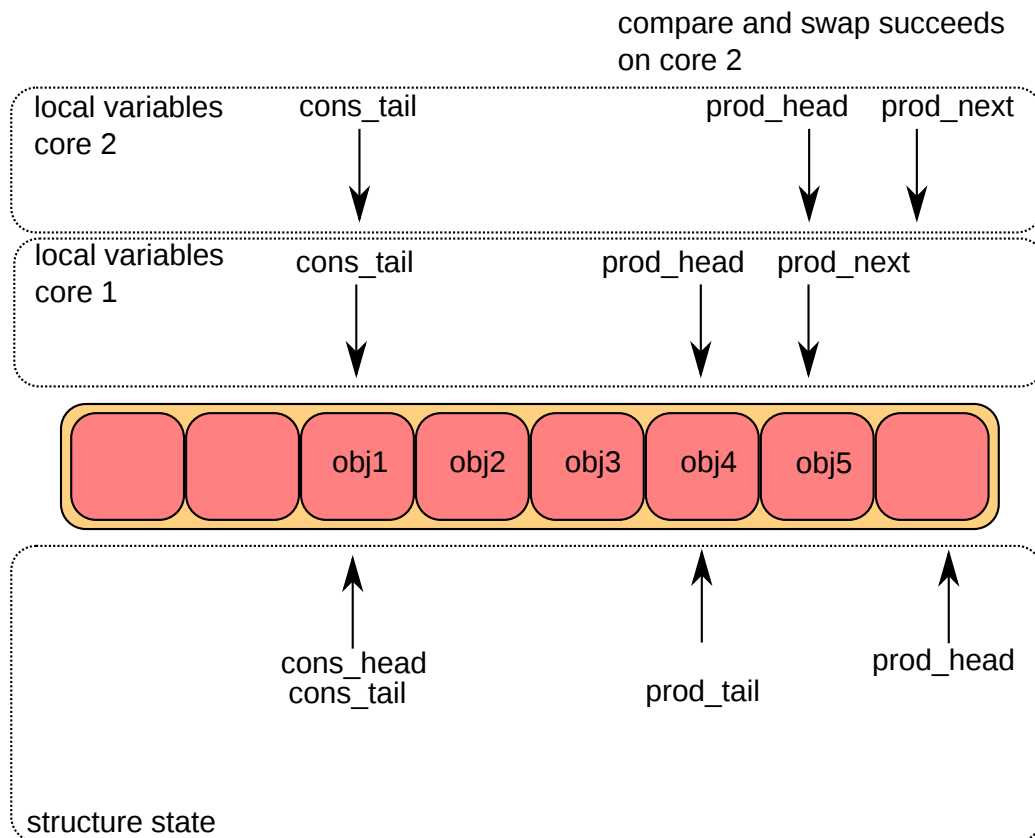 compare and swap succeeds
on core 2
local variables
core 2
cons_tail
prod_head
prod_next
local variables
core 1
cons_tail
prod_head
prod_next
obj1
obj2
obj3
obj4
obj5
cons_head
cons_tail
prod_tail
prod_head
structure state